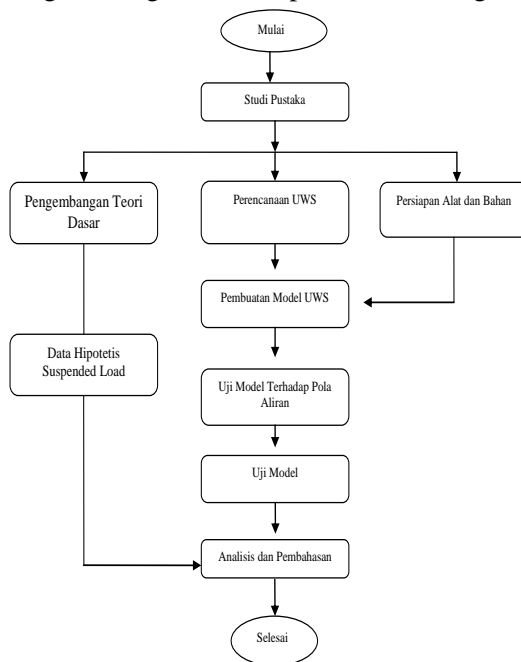 Mulai
Studi Pustaka
Pengembangan Teori
Dasar
Perencanaan UWS
Persiapan Alat dan Bahan
Pembuatan Model UWS
Data Hipotetis
Suspended Load
Uji Model Terhadap Pola
Aliran
Uji Model
Analisis dan Pembahasan
Selesai